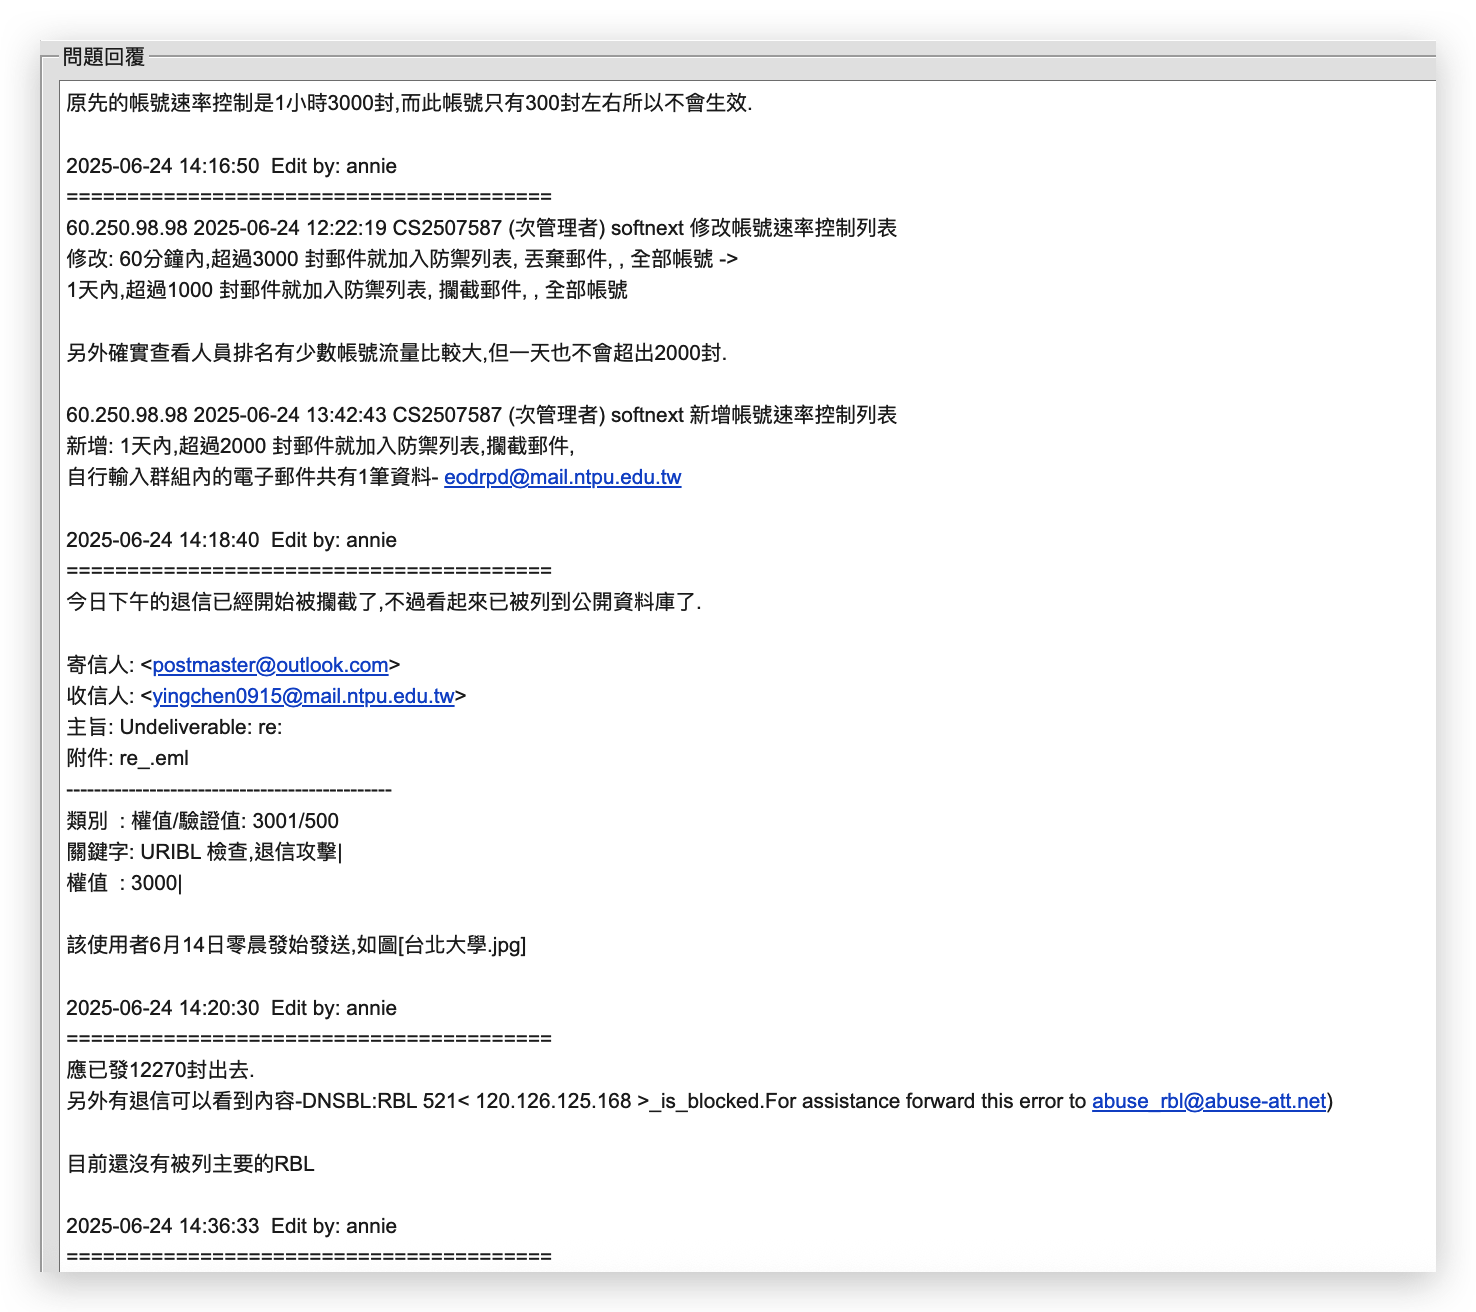 問題回覆
原先的帳號速率控制是1小時3000封,而此帳號只有300封左右所以不會生效.
2025-06-24 14:16:50  Edit by: annie
========================================
60.250.98.98 2025-06-24 12:22:19 CS2507587 (次管理者) softnext 修改帳號速率控制列表
修改: 60分鐘內,超過3000 封郵件就加入防禦列表, 丟棄郵件, , 全部帳號 ->
1天內,超過1000 封郵件就加入防禦列表, 攔截郵件, , 全部帳號
另外確實查看人員排名有少數帳號流量比較大,但一天也不會超出2000封.
60.250.98.98 2025-06-24 13:42:43 CS2507587 (次管理者) softnext 新增帳號速率控制列表
新增: 1天內,超過2000 封郵件就加入防禦列表,攔截郵件,
自行輸入群組內的電子郵件共有1筆資料- eodrpd@mail.ntpu.edu.tw
2025-06-24 14:18:40  Edit by: annie
========================================
今日下午的退信已經開始被攔截了,不過看起來已被列到公開資料庫了.
寄信人: <postmaster@outlook.com>
收信人: <yingchen0915@mail.ntpu.edu.tw>
主旨: Undeliverable: re:
附件: re_.eml
-----------------------------------------------
類別  : 權值/驗證值: 3001/500
關鍵字: URIBL 檢查,退信攻擊|
權值  : 3000|
該使用者6月14日零晨發始發送,如圖[台北大學.jpg]
2025-06-24 14:20:30  Edit by: annie
========================================
應已發12270封出去.
另外有退信可以看到內容-DNSBL:RBL 521< 120.126.125.168 >_is_blocked.For assistance forward this error to abuse_rbl@abuse-att.net)
目前還沒有被列主要的RBL
2025-06-24 14:36:33  Edit by: annie
========================================